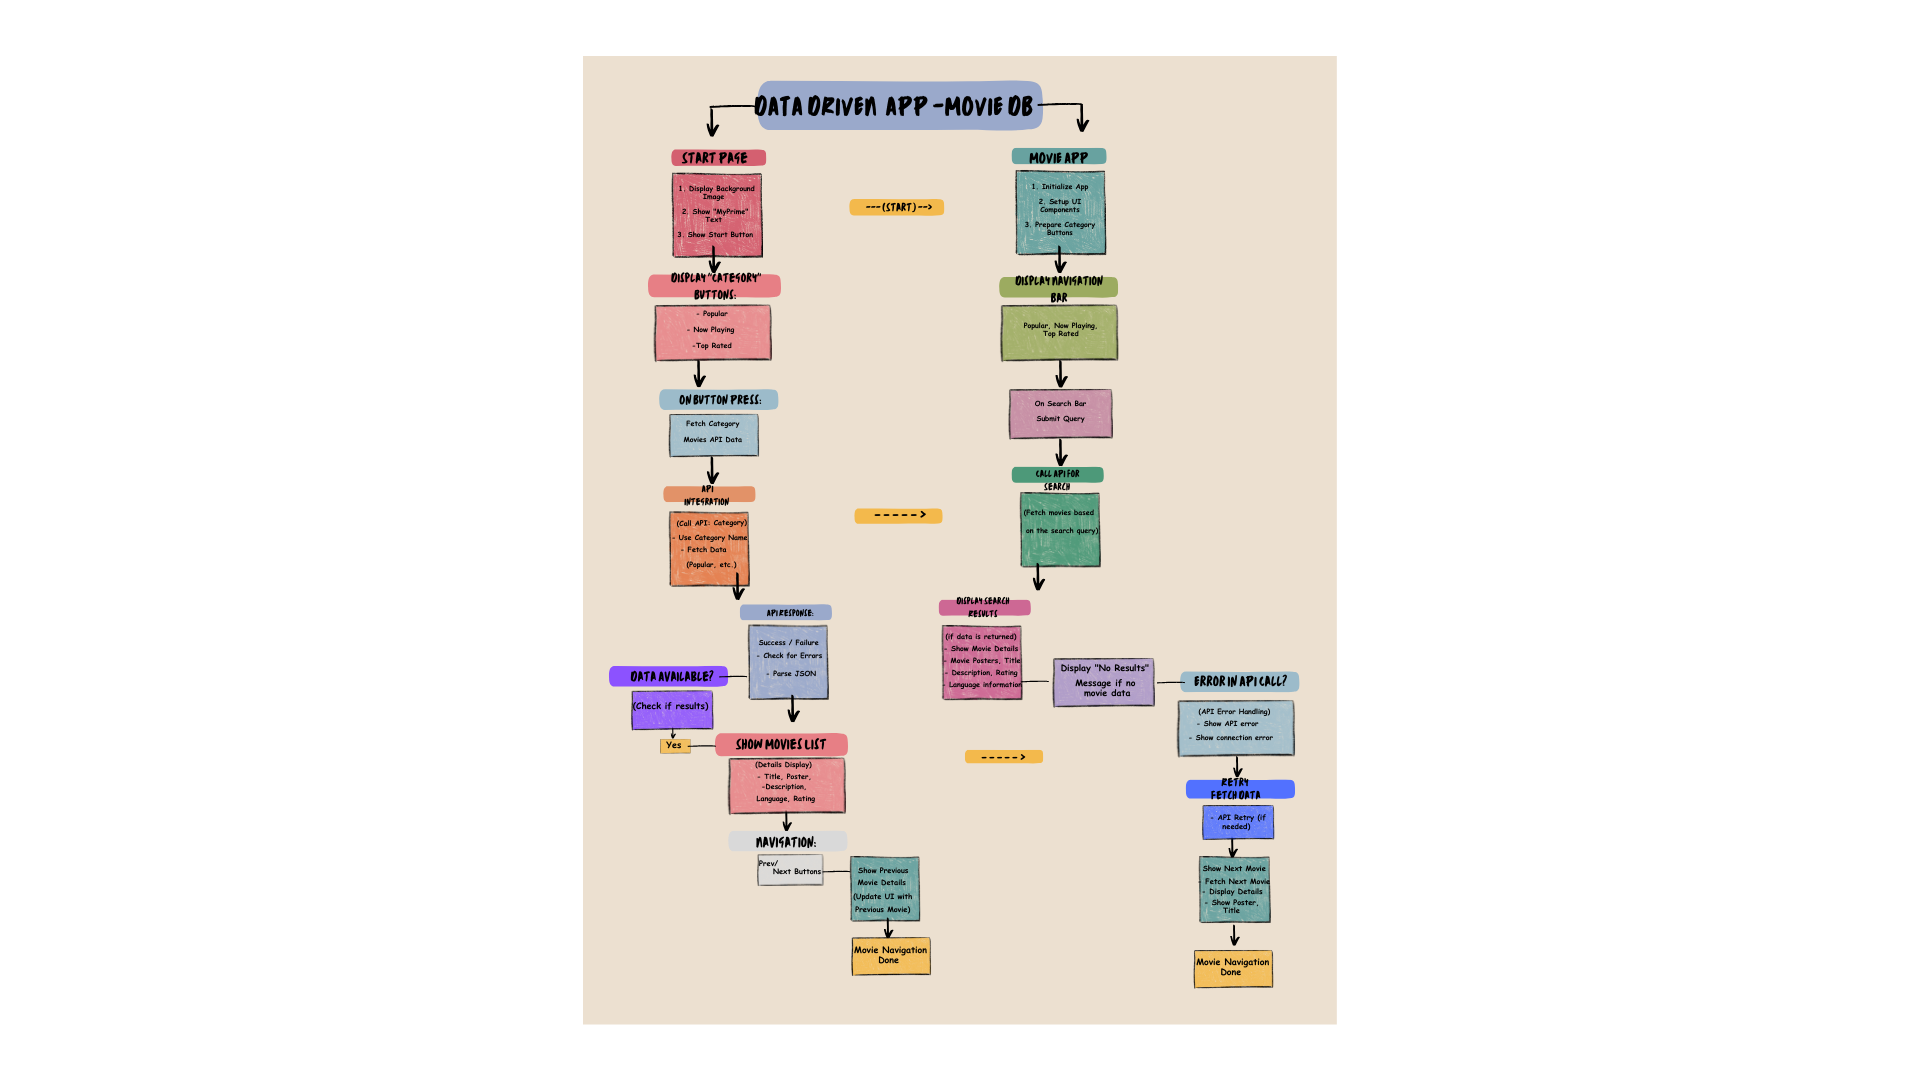 DATA DRIVEN APP - MOVIE DB
START PAGE
1. Display Background
Image
2. Show "MyPrime"
Text
3. Show Start Button
DISPLAY "CATEGORY"
BUTTONS:
- Popular
- Now Playing
-Top Rated
ON BUTTON PRESS:
Fetch Category
Movies API Data
API
INTEGRATION
(Call API: Category)
- Use Category Name
- Fetch Data
(Popular, etc.)
API RESPONSE:
Success / Failure
- Check for Errors
- Parse JSON
DATA AVAILABLE?
(Check if results)
Yes
SHOW MOVIES LIST
(Details Display)
- Title, Poster,
-Description,
Language, Rating
NAVIGATION:
Prev/
Next Buttons
Show Previous
Movie Details
(Update UI with
Previous Movie)
Movie Navigation
Done
---(START)-->
----->
----->
MOVIE APP
1. Initialize App
2. Setup UI
Components
3. Prepare Category
Buttons
DISPLAY NAVIGATION
BAR
Popular, Now Playing,
Top Rated
On Search Bar
Submit Query
CALL API FOR
SEARCH
(Fetch movies based
on the search query)
DISPLAY SEARCH
RESULTS
(if data is returned)
- Show Movie Details
- Movie Posters, Title
- Description, Rating
- Language information
Display "No Results"
Message if no
movie data
ERROR IN API CALL?
(API Error Handling)
- Show API error
- Show connection error
RETRY
FETCH DATA
- API Retry (if
needed)
Show Next Movie
- Fetch Next Movie
- Display Details
- Show Poster,
Title
Movie Navigation
Done